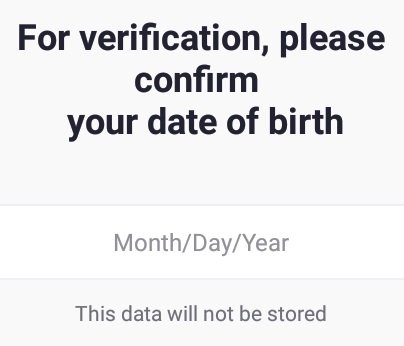 For verification, please
confirm
your date of birth
Month/Day/Year
This data will not be stored